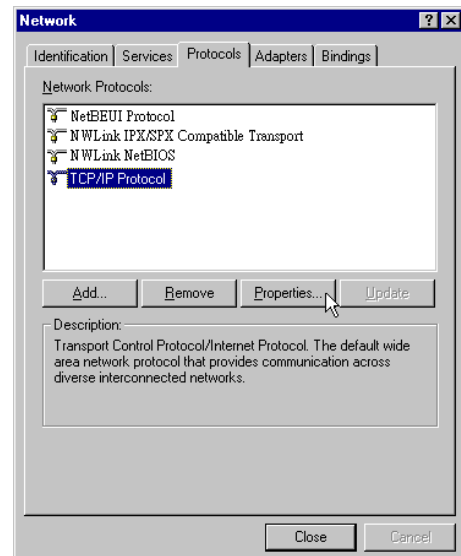 Network
Identification Services Protocols Adapters Bindings
Network Protocols:
NetBEUI Protocol
NWLink IPX/SPX Compatible Transport
NWLink NetBIOS
TCP/IP Protocol
Add... Remove Properties... Update
Description:
Transport Control Protocol/Internet Protocol. The default wide
area network protocol that provides communication across
diverse interconnected networks.
Close Cancel